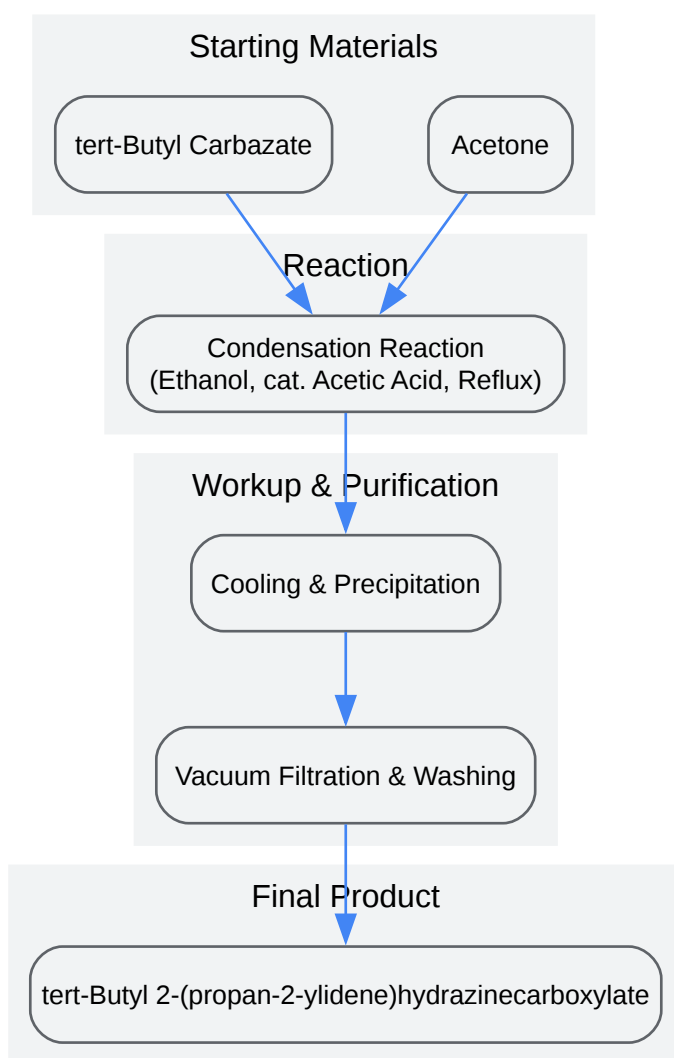 Starting Materials
tert-Butyl Carbazate
Acetone
Reaction
Condensation Reaction
(Ethanol, cat. Acetic Acid, Reflux)
Workup & Purification
Cooling & Precipitation
Vacuum Filtration & Washing
Final Product
tert-Butyl 2-(propan-2-ylidene)hydrazinecarboxylate